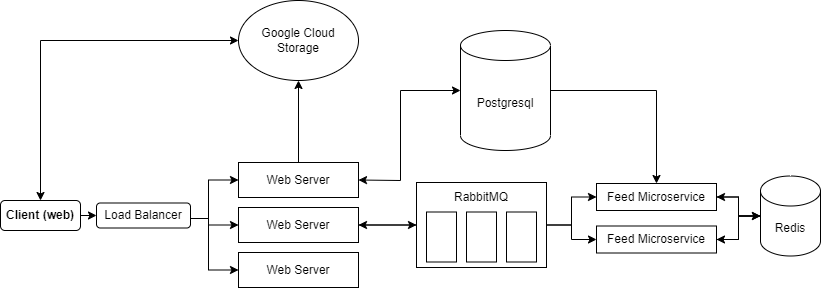 Google Cloud
Storage
Postgresql
Web Server
RabbitMQ
Feed Microservice
Client (web)
Load Balancer
Web Server
Redis
Feed Microservice
Web Server